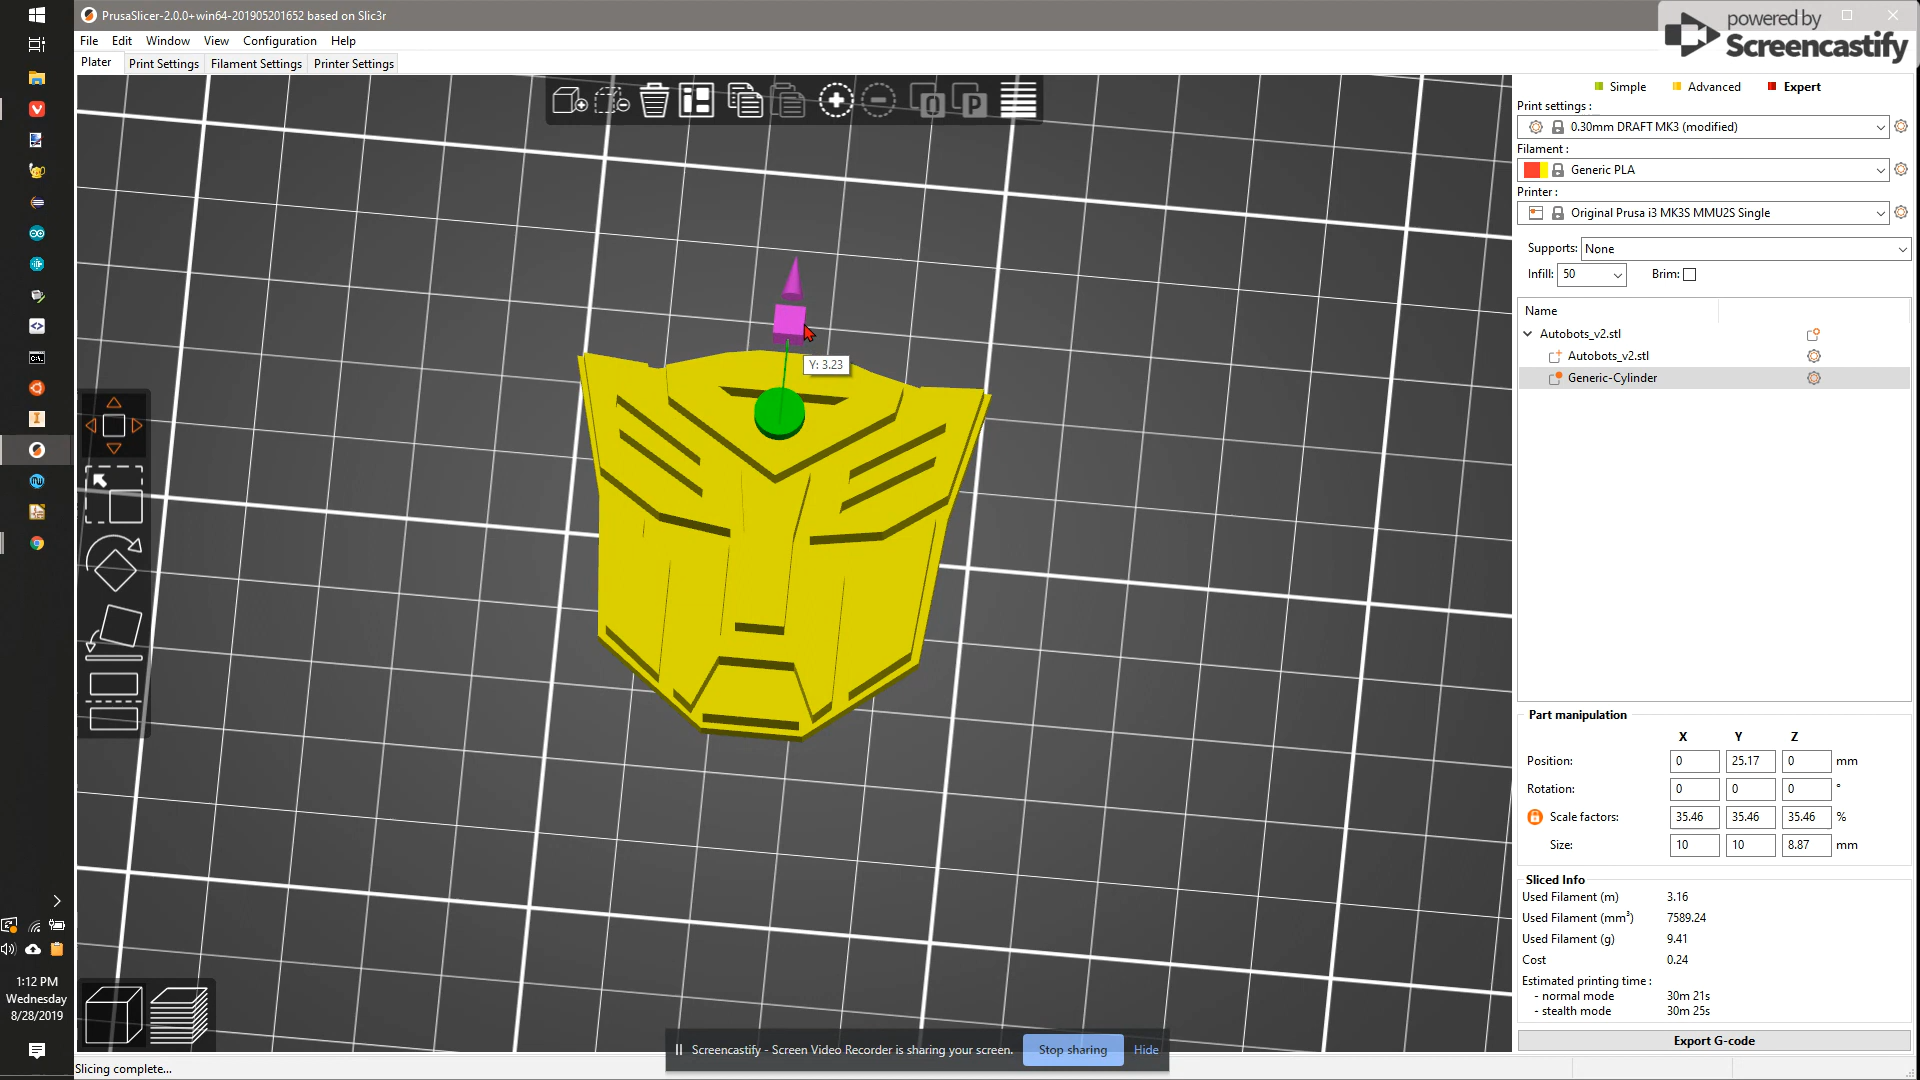 PrusaSlicer-2.0.0+win64-201905201652 based on Slic3r
powered by
Screencastify
File Edit Window View Configuration Help
Plater Print Settings Filament Settings Printer Settings
Simple Advanced Expert
Print settings :
0.30mm DRAFT MK3 (modified)
Filament :
Generic PLA
Printer :
Original Prusa i3 MK3S MMU2S Single
Supports: None
Infill: 50 Brim:
Name
Autobots_v2.stl
Autobots_v2.stl
Generic-Cylinder
Y: 3.23
Part manipulation
X Y Z
Position: 0 25.17 0 mm
Rotation: 0 0 0 °
Scale factors: 35.46 35.46 35.46 %
Size: 10 10 8.87 mm
Sliced Info
Used Filament (m) 3.16
Used Filament (mm³) 7589.24
Used Filament (g) 9.41
Cost 0.24
Estimated printing time :
- normal mode 30m 21s
- stealth mode 30m 25s
Export G-code
1:12 PM
Wednesday
8/28/2019
Screencastify - Screen Video Recorder is sharing your screen. Stop sharing Hide
Slicing complete...